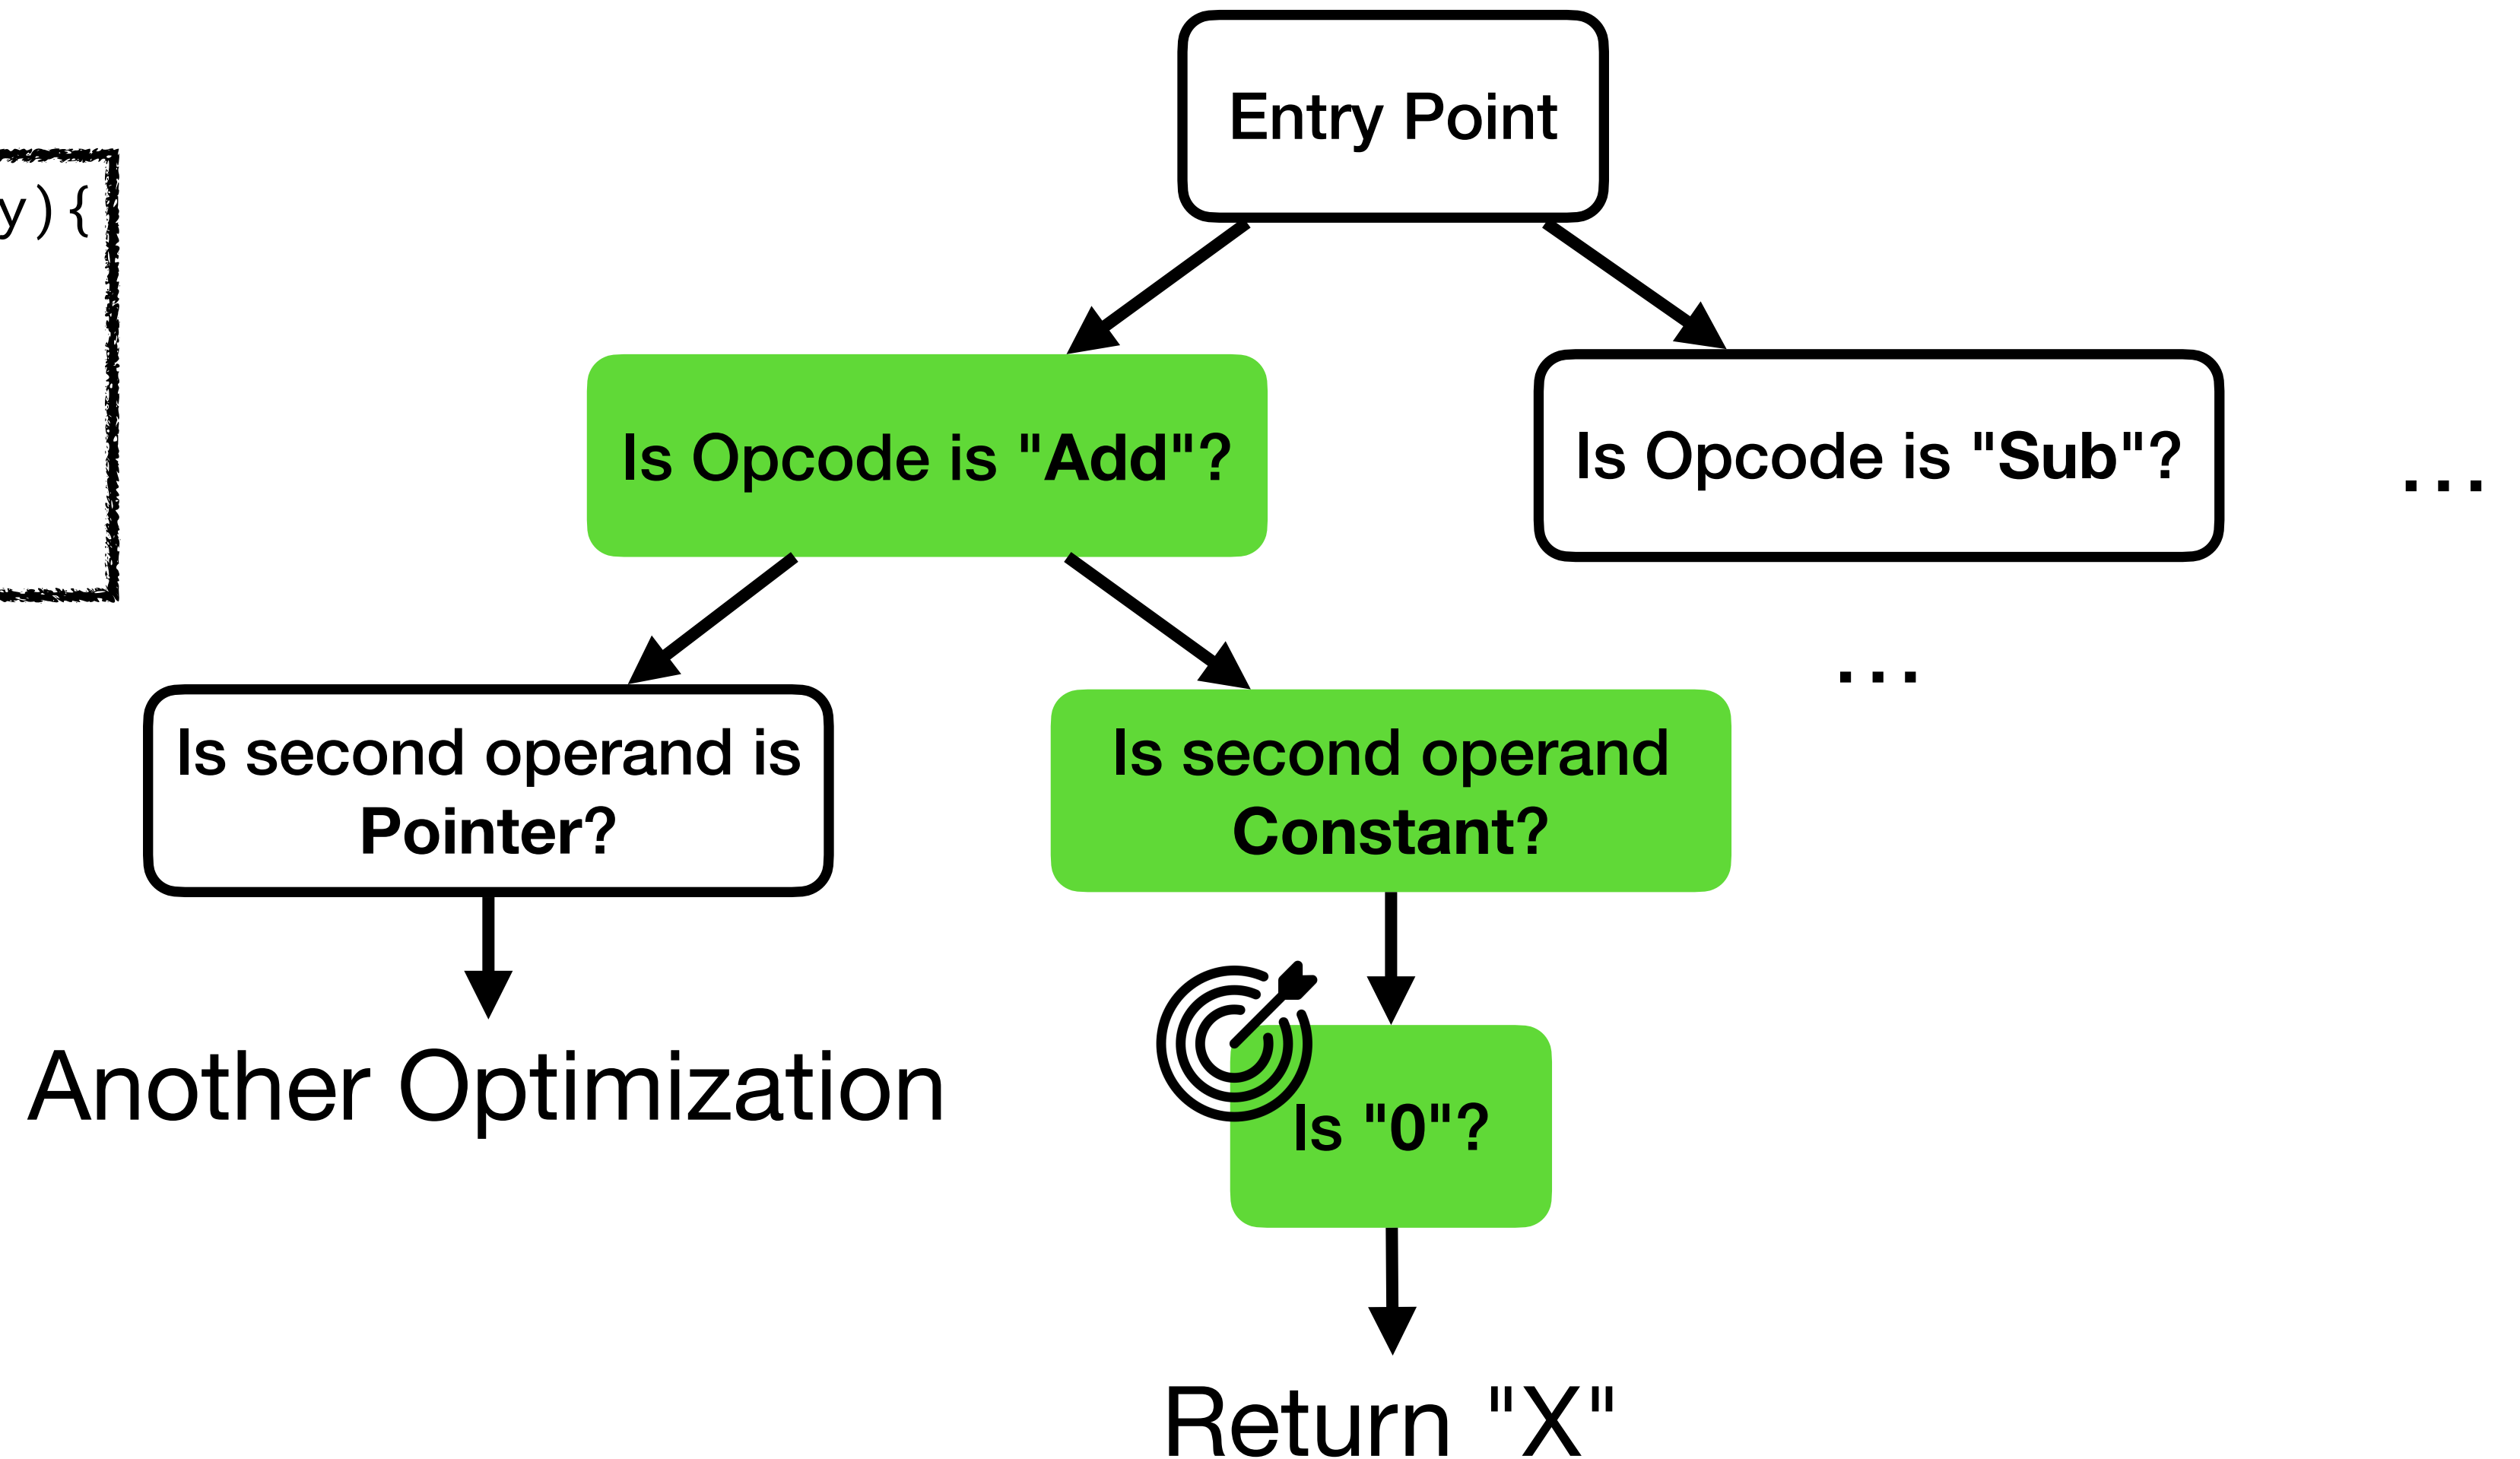 Entry Point
y){
Is Opcode is "Add"?
Is Opcode is "Sub"?
...
...
Is second operand is
Pointer?
Is second operand
Constant?
Another Optimization
Is "0"?
Return "X"